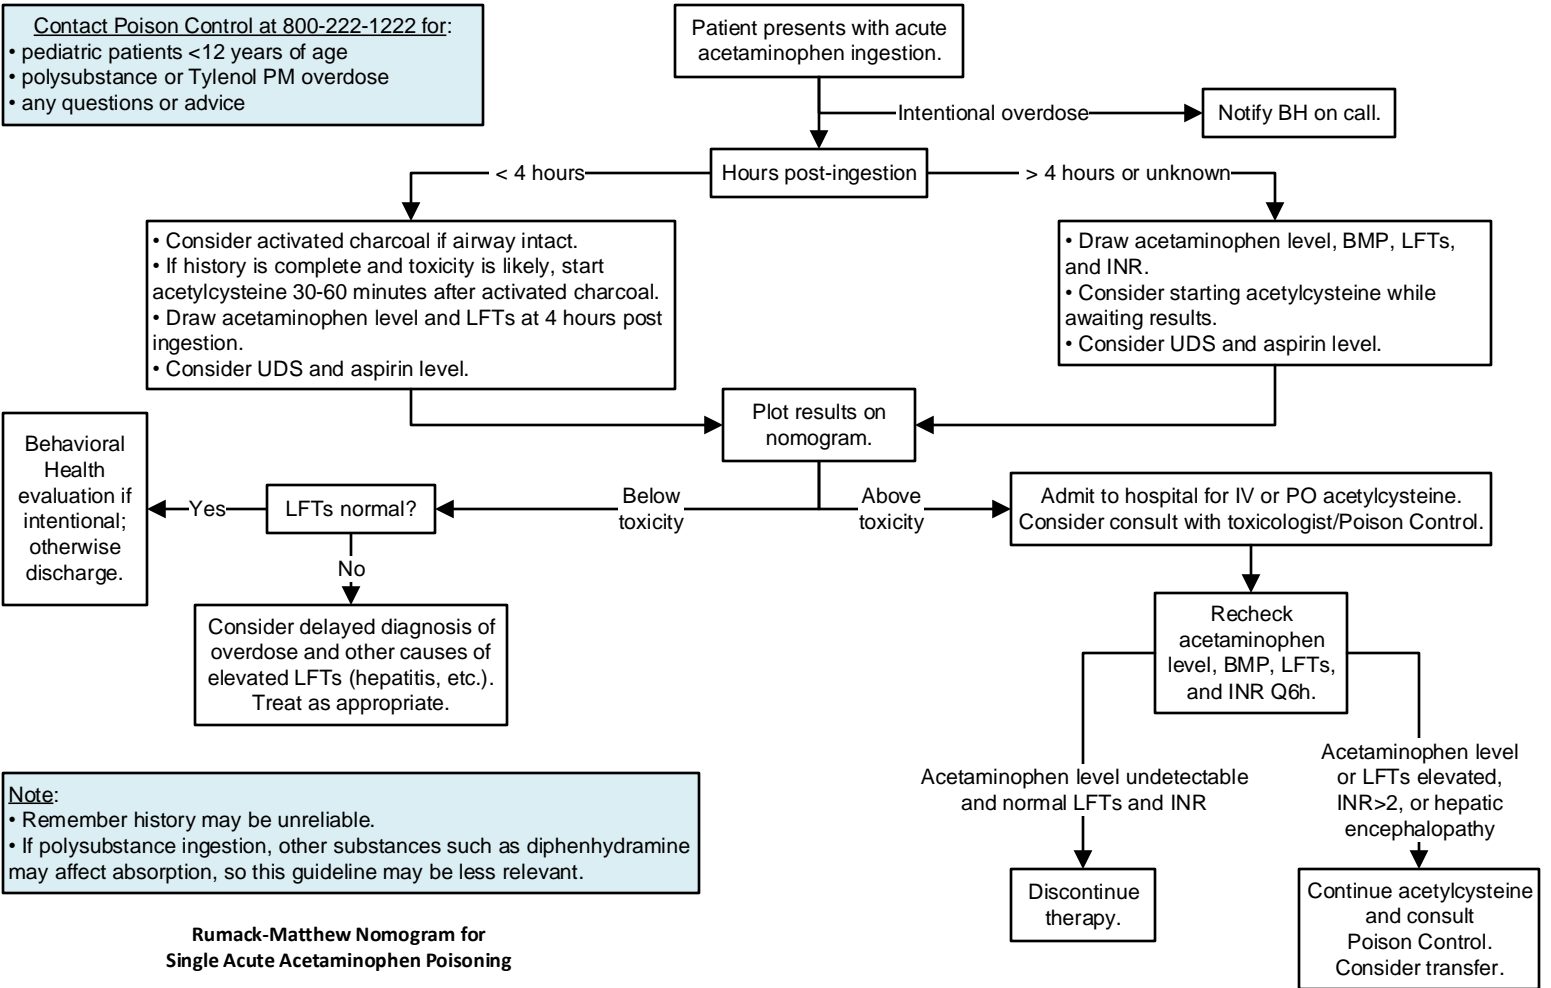 Contact Poison Control at 800-222-1222 for:
• pediatric patients <12 years of age
• polysubstance or Tylenol PM overdose
• any questions or advice
Patient presents with acute
acetaminophen ingestion.
Intentional overdose
Notify BH on call.
Hours post-ingestion
< 4 hours
> 4 hours or unknown
• Consider activated charcoal if airway intact.
• If history is complete and toxicity is likely, start
acetylcysteine 30-60 minutes after activated charcoal.
• Draw acetaminophen level and LFTs at 4 hours post
ingestion.
• Consider UDS and aspirin level.
• Draw acetaminophen level, BMP, LFTs,
and INR.
• Consider starting acetylcysteine while
awaiting results.
• Consider UDS and aspirin level.
Plot results on
nomogram.
Behavioral
Health
evaluation if
intentional;
otherwise
discharge.
Yes
LFTs normal?
Below
toxicity
Above
toxicity
Admit to hospital for IV or PO acetylcysteine.
Consider consult with toxicologist/Poison Control.
No
Consider delayed diagnosis of
overdose and other causes of
elevated LFTs (hepatitis, etc.).
Treat as appropriate.
Recheck
acetaminophen
level, BMP, LFTs,
and INR Q6h.
Acetaminophen level undetectable
and normal LFTs and INR
Acetaminophen level
or LFTs elevated,
INR>2, or hepatic
encephalopathy
Note:
• Remember history may be unreliable.
• If polysubstance ingestion, other substances such as diphenhydramine
may affect absorption, so this guideline may be less relevant.
Discontinue
therapy.
Continue acetylcysteine
and consult
Poison Control.
Consider transfer.
Rumack-Matthew Nomogram for
Single Acute Acetaminophen Poisoning